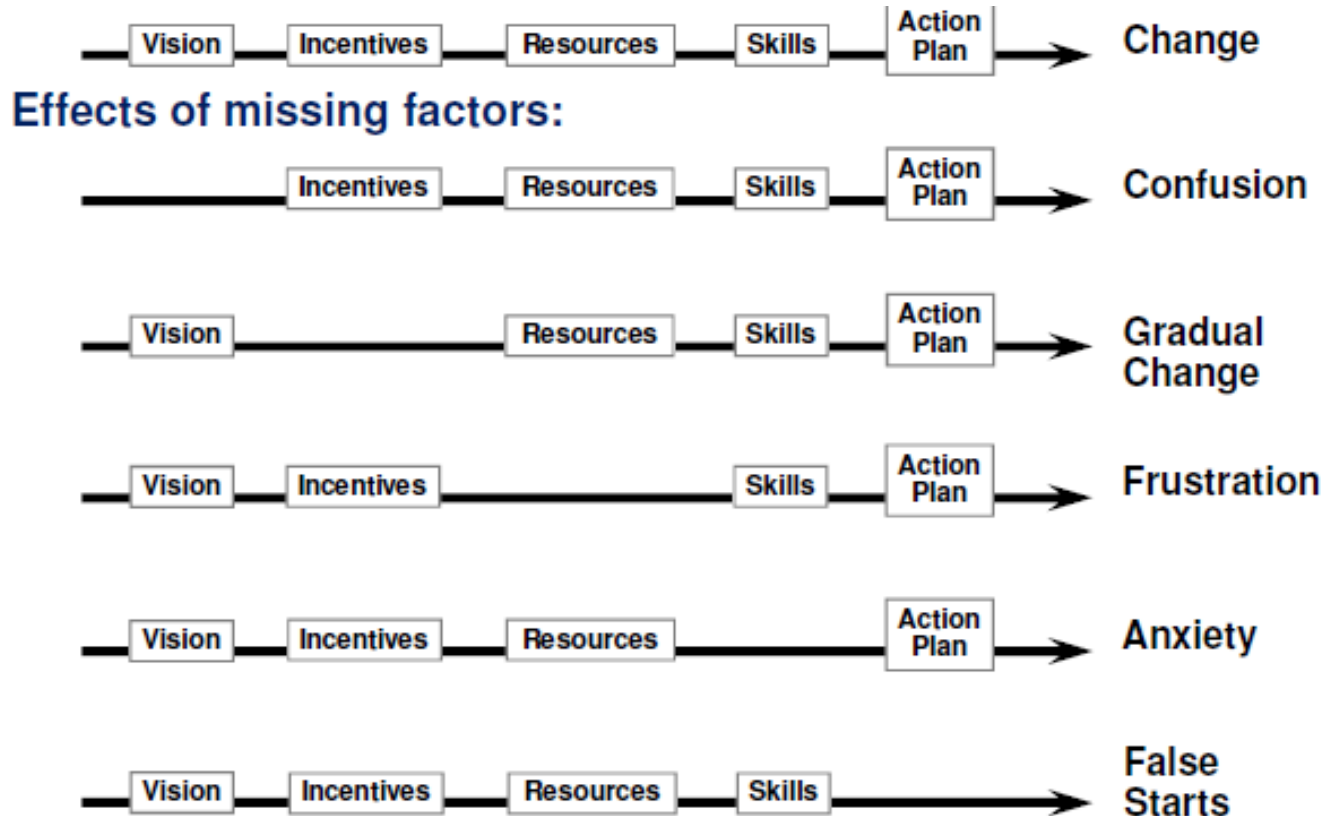 Vision Incentives Resources Skills Action Plan Change
Effects of missing factors:
Incentives Resources Skills Action Plan Confusion
Vision Resources Skills Action Plan Gradual Change
Vision Incentives Skills Action Plan Frustration
Vision Incentives Resources Action Plan Anxiety
Vision Incentives Resources Skills False Starts